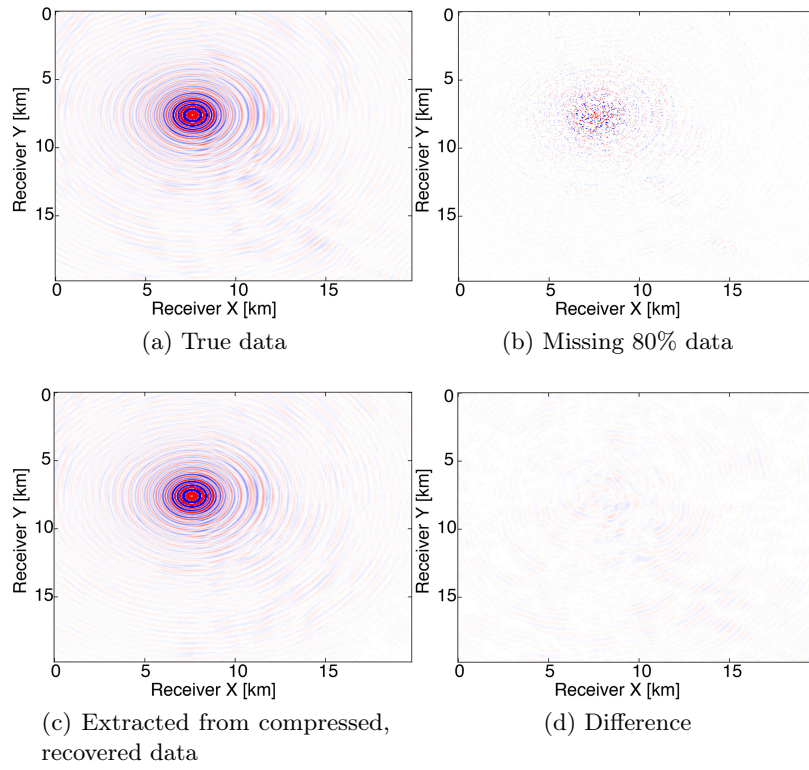 0
5
10
15
Receiver Y [km]
0 5 10 15
Receiver X [km]
(a) True data
0
5
10
15
Receiver Y [km]
0 5 10 15
Receiver X [km]
(b) Missing 80% data
0
5
10
15
Receiver Y [km]
0 5 10 15
Receiver X [km]
(c) Extracted from compressed,
recovered data
0
5
10
15
Receiver Y [km]
0 5 10 15
Receiver X [km]
(d) Difference